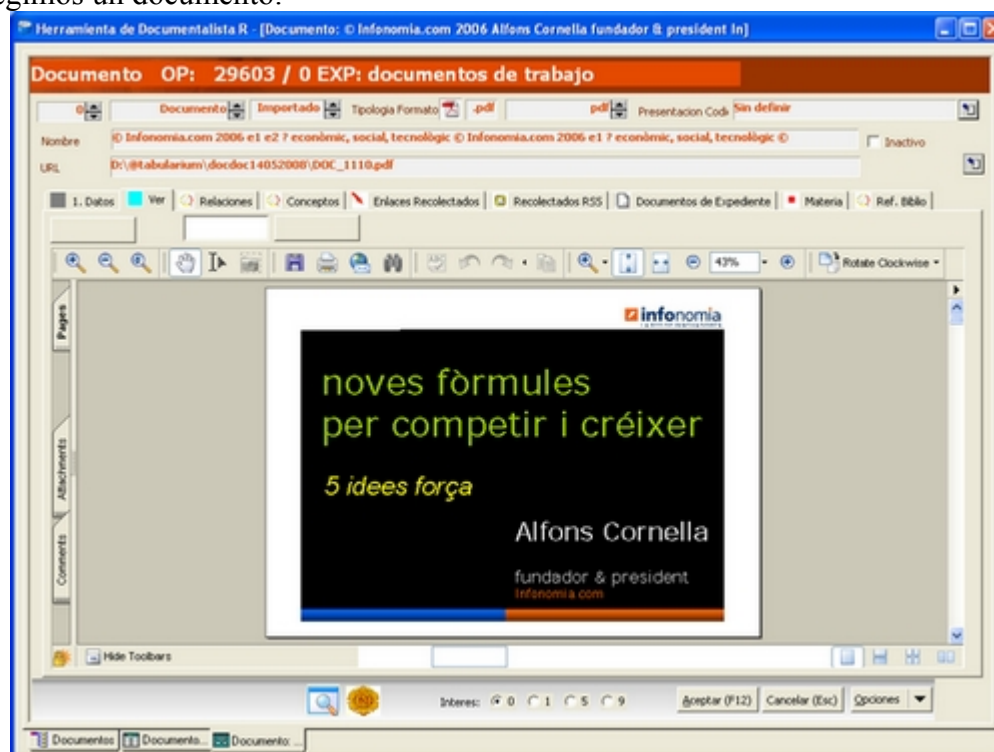 egimos un documento:
Herramienta de Documentalista R - [Documento: © Infonomia.com 2006 Alfons Cornella fundador & president In]
Documento OP: 29603 / 0 EXP: documentos de trabajo
0 Documento Importado Tipologia Formato .pdf pdf Presentacion Code Sin definir
Nombre © Infonomia.com 2006 e1 e2 ? econòmic, social, tecnològic © Infonomia.com 2006 e1 ? econòmic, social, tecnològic © Inactivo
URL D:\@tabularium\docdoc14052008\DOC_1110.pdf
1. Datos Ver Relaciones Conceptos Enlaces Recolectados Recolectados RSS Documentos de Expediente Materia Ref. Biblio
43% Rotate Clockwise
Pages
Attachments
Comments
infonomia
noves fòrmules
per competir i créixer
5 idees força
Alfons Cornella
fundador & president
Infonomia.com
Hide Toolbars
Interes: 0 1 5 9 Aceptar (F12) Cancelar (Esc) Opciones
Documentos Documento... Documento: ...